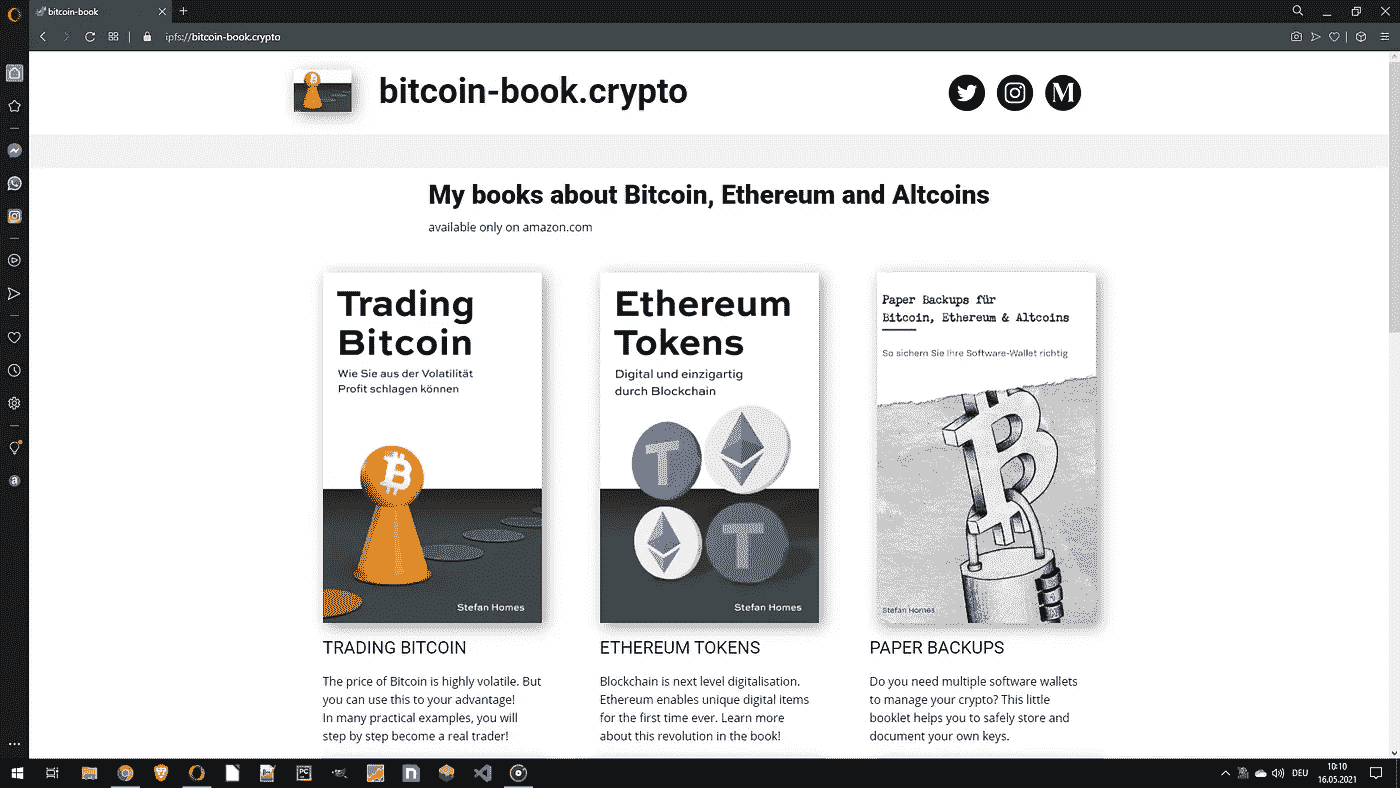 bitcoin-book
ipfs://bitcoin-book.crypto
bitcoin-book.crypto
My books about Bitcoin, Ethereum and Altcoins
available only on amazon.com
Trading
Bitcoin
Wie Sie aus der Volatilität
Profit schlagen können
Stefan Homes
Ethereum
Tokens
Digital und einzigartig
durch Blockchain
T
T
Stefan Homes
Paper Backups für
Bitcoin, Ethereum & Altcoins
So sichern Sie Ihre Software-Wallet richtig
Stefan Homes
TRADING BITCOIN
The price of Bitcoin is highly volatile. But
you can use this to your advantage!
In many practical examples, you will
step by step become a real trader!
ETHEREUM TOKENS
Blockchain is next level digitalisation.
Ethereum enables unique digital items
for the first time ever. Learn more
about this revolution in the book!
PAPER BACKUPS
Do you need multiple software wallets
to manage your crypto? This little
booklet helps you to safely store and
document your own keys.
DEU
10:10
16.05.2021